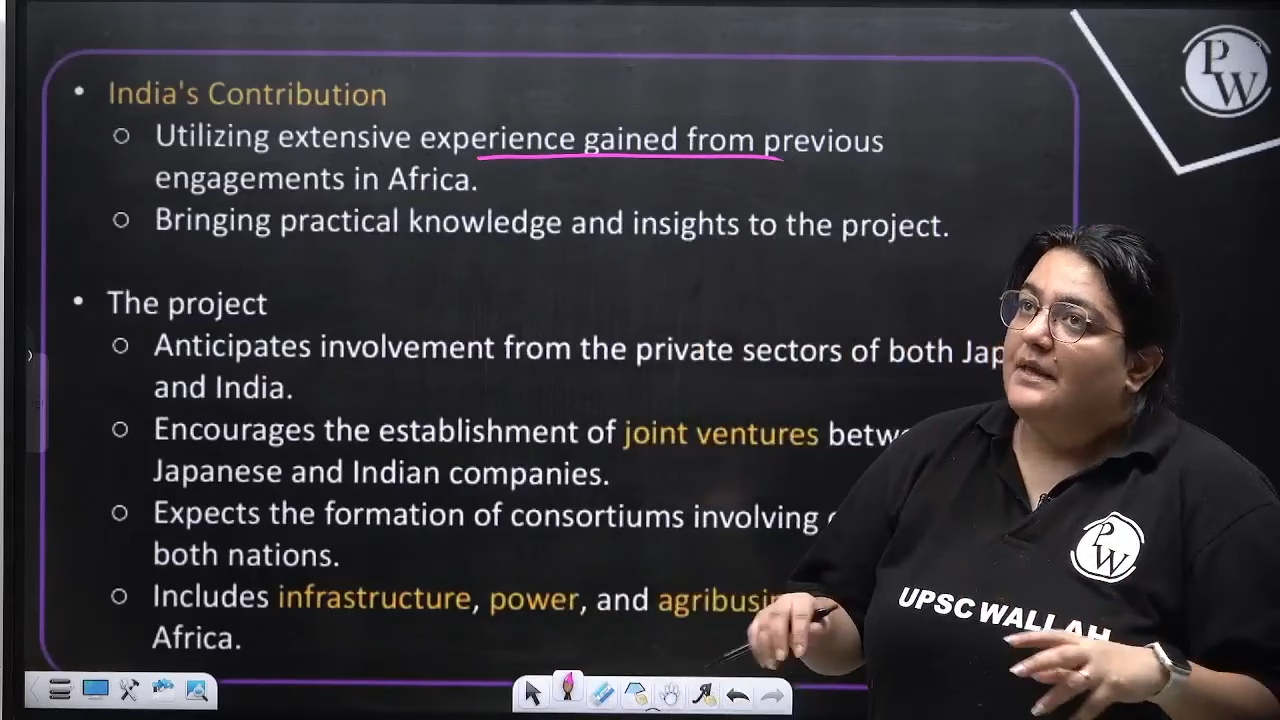 PW
• India's Contribution
○ Utilizing extensive experience gained from previous
engagements in Africa.
○ Bringing practical knowledge and insights to the project.
• The project
○ Anticipates involvement from the private sectors of both Jap
and India.
○ Encourages the establishment of joint ventures betw
Japanese and Indian companies.
○ Expects the formation of consortiums involving
both nations.
○ Includes infrastructure, power, and agribusin
Africa.
PW
UPSC WALLAH